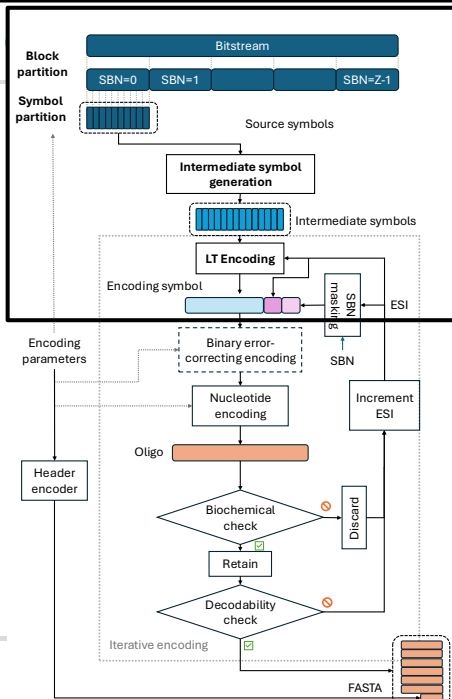 Bitstream
Block
partition
SBN=0
SBN=1
SBN=Z-1
Symbol
partition
Source symbols
Intermediate symbol
generation
Intermediate symbols
LT Encoding
Encoding symbol
SBN
masking
ESI
SBN
Encoding
parameters
Binary error-
correcting encoding
Nucleotide
encoding
Increment
ESI
Oligo
Header
encoder
Biochemical
check
Discard
Retain
Decodability
check
Iterative encoding
FASTA